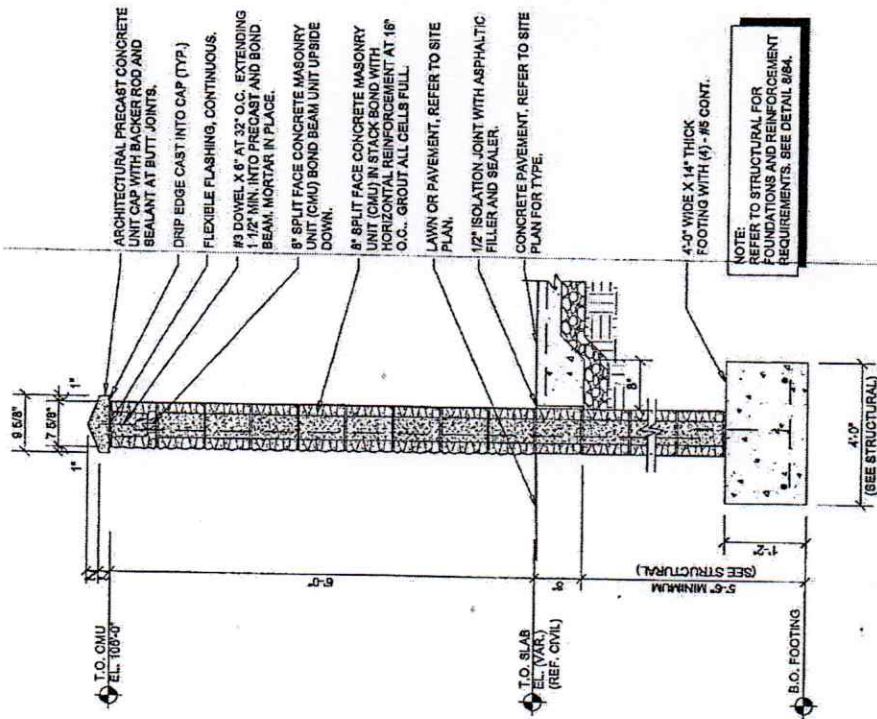 ARCHITECTURAL PRECAST CONCRETE
UNIT CAP WITH BACKER ROD AND
SEALANT AT BUTT JOINTS.
DRIP EDGE CAST INTO CAP (TYP.)
FLEXIBLE FLASHING, CONTINUOUS.
#3 DOWEL X 6" AT 32" O.C. EXTENDING
1-1/2" MIN. INTO PRECAST AND BOND
BEAM. MORTAR IN PLACE.
8" SPLIT FACE CONCRETE MASONRY
UNIT (CMU) BOND BEAM UNIT UPSIDE
DOWN.
8" SPLIT FACE CONCRETE MASONRY
UNIT (CMU) IN STACK BOND WITH
HORIZONTAL REINFORCEMENT AT 16"
O.C. GROUT ALL CELLS FULL.
LAWN OR PAVEMENT, REFER TO SITE
PLAN.
1/2" ISOLATION JOINT WITH ASPHALTIC
FILLER AND SEALER.
CONCRETE PAVEMENT, REFER TO SITE
PLAN FOR TYPE.
4'-0" WIDE X 14" THICK
FOOTING WITH (4) - #5 CONT.
NOTE:
REFER TO STRUCTURAL FOR
FOUNDATIONS AND REINFORCEMENT
REQUIREMENTS. SEE DETAIL 8/84.
9 5/8"
7 5/8"
1"
1"
6'-0"
8"
8"
5'-6" MINIMUM
(SEE STRUCTURAL)
1'-2"
4'-0"
(SEE STRUCTURAL)
T.O. CMU
EL. 106'-0"
T.O. SLAB
EL. (VAR.)
(REF. CIVIL)
B.O. FOOTING